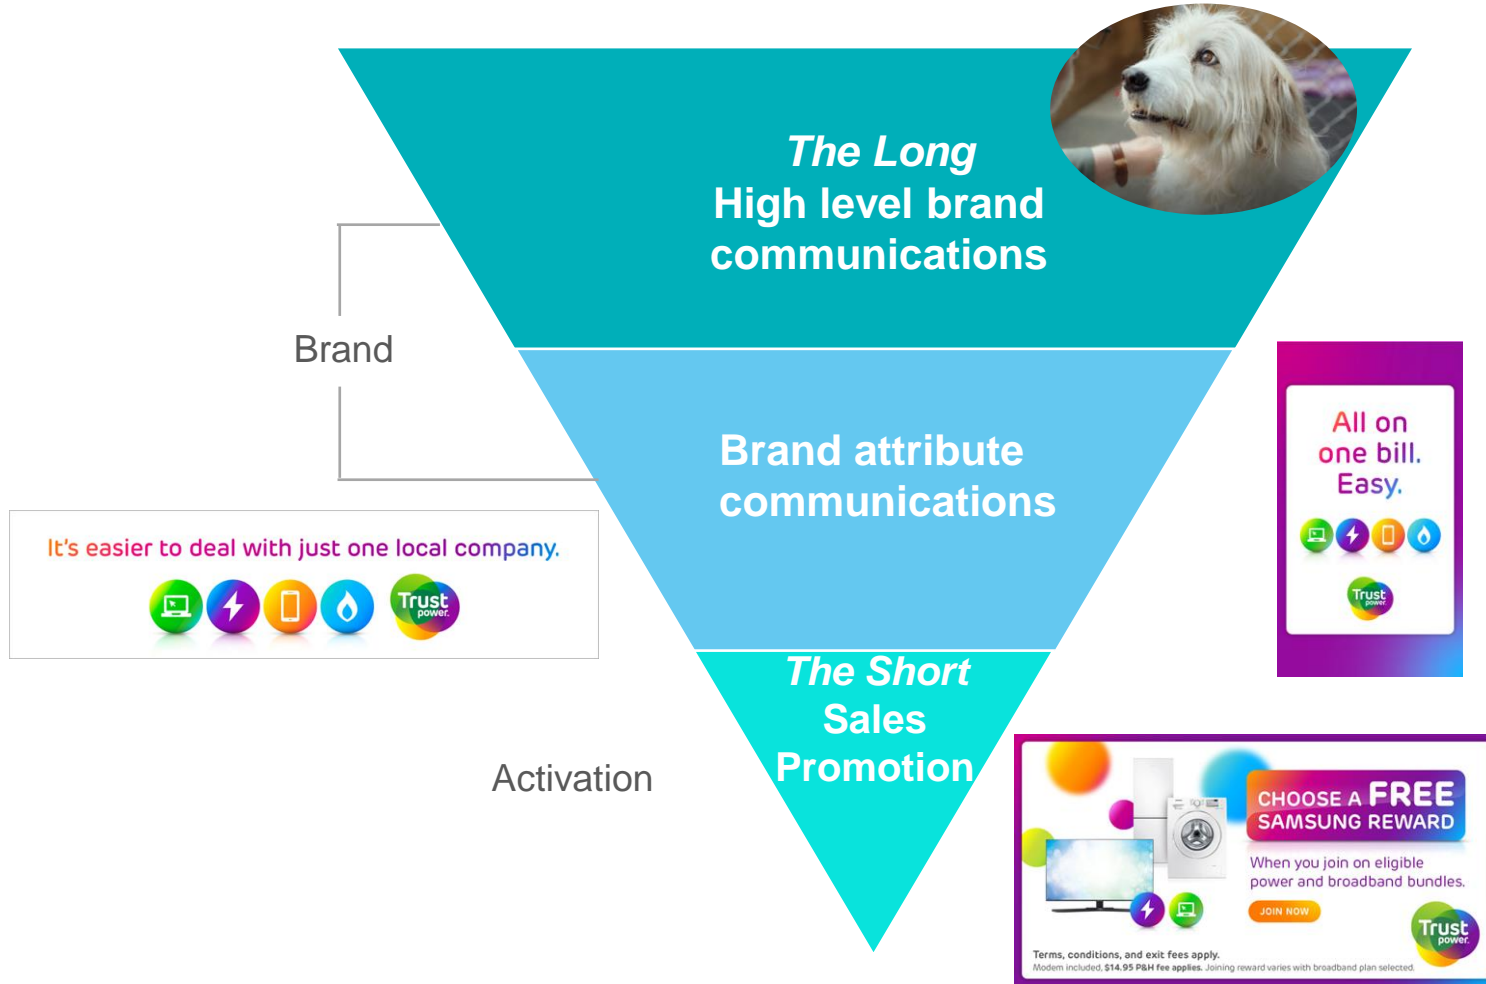 The Long
High level brand
communications
Brand
Brand attribute
communications
All on
one bill.
Easy.
Trust
power.
It's easier to deal with just one local company.
Trust
power.
The Short
Sales
Promotion
Activation
CHOOSE A FREE
SAMSUNG REWARD
When you join on eligible
power and broadband bundles.
JOIN NOW
Trust
power.
Terms, conditions, and exit fees apply.
Modem included, $14.95 P&H fee applies. Joining reward varies with broadband plan selected.